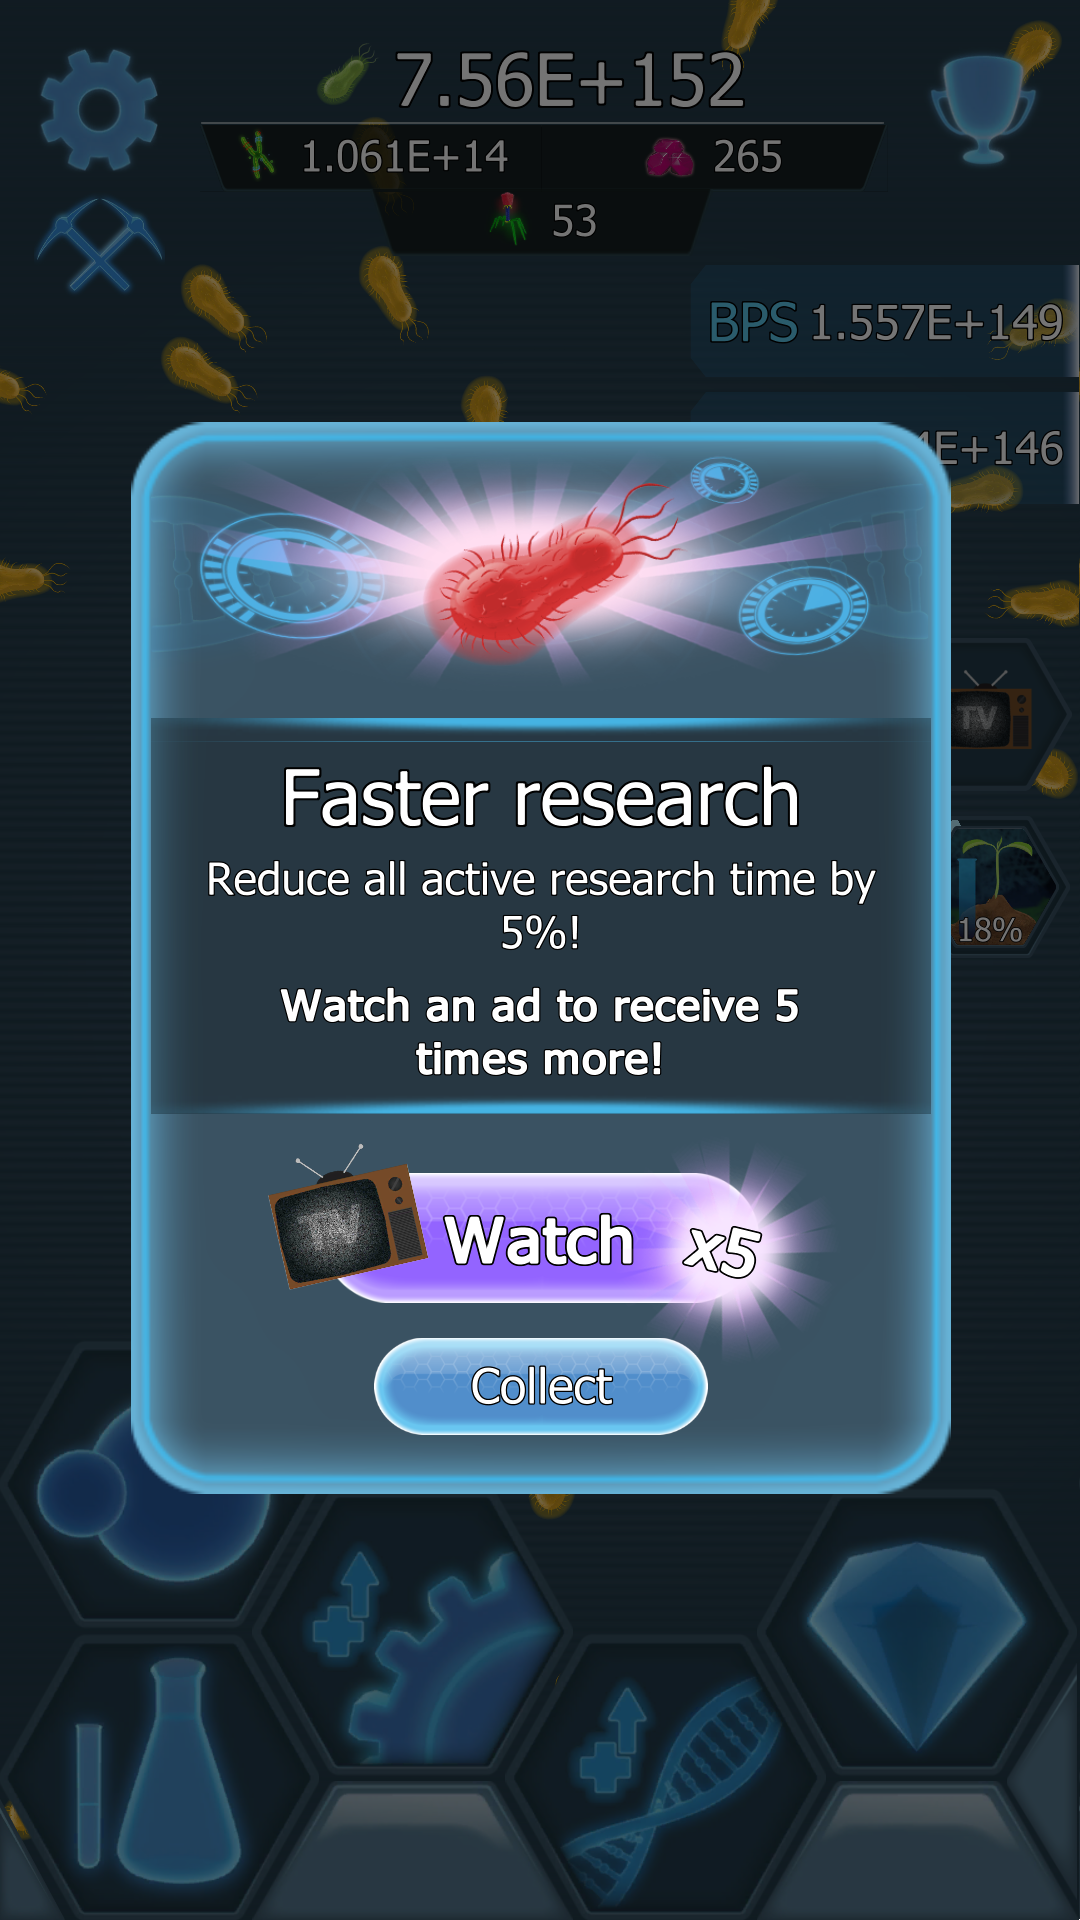 7.56E+152
1.061E+14
265
53
BPS 1.557E+149
4E+146
TV
18%
Faster research
Reduce all active research time by
5%!
Watch an ad to receive 5
times more!
TV
Watch
x5
Collect